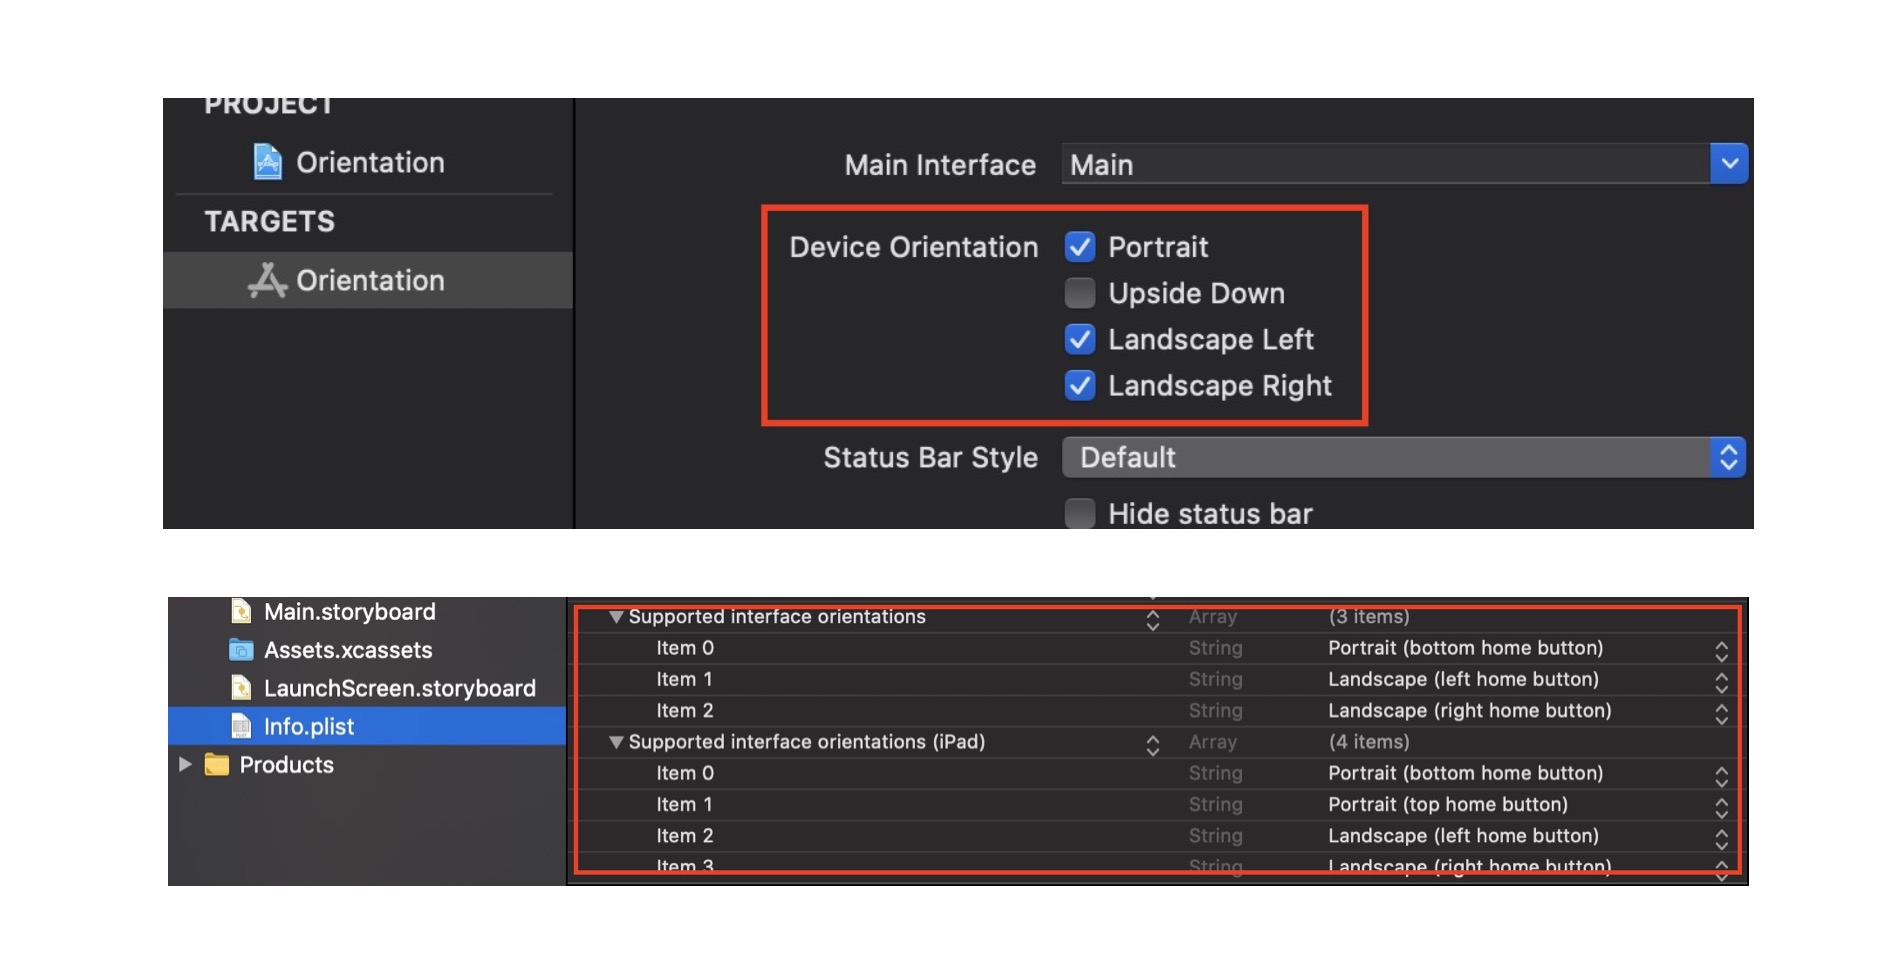 PROJECT
Orientation
TARGETS
Orientation
Main Interface Main
Device Orientation Portrait
Upside Down
Landscape Left
Landscape Right
Status Bar Style Default
Hide status bar
Main.storyboard
Assets.xcassets
LaunchScreen.storyboard
Info.plist
Products
Supported interface orientations Array (3 items)
Item 0 String Portrait (bottom home button)
Item 1 String Landscape (left home button)
Item 2 String Landscape (right home button)
Supported interface orientations (iPad) Array (4 items)
Item 0 String Portrait (bottom home button)
Item 1 String Portrait (top home button)
Item 2 String Landscape (left home button)
Item 3 String Landscape (right home button)